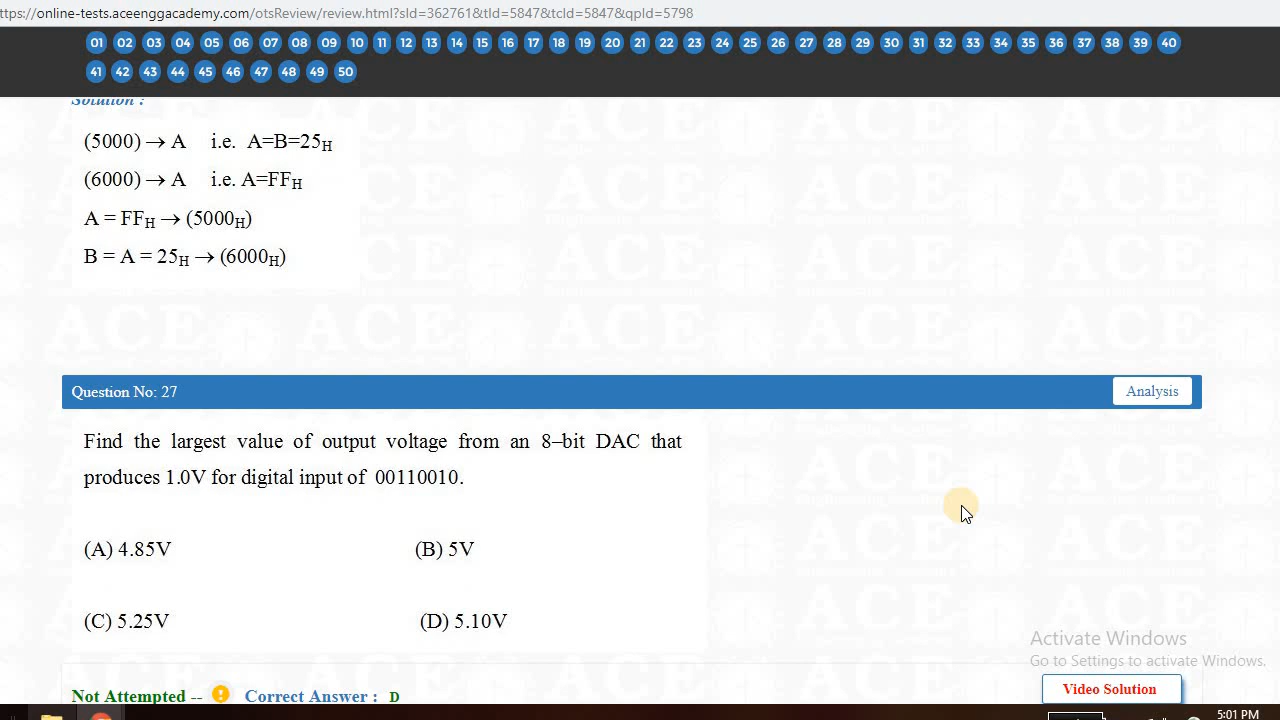 ttps://online-tests.aceenggacademy.com/otsReview/review.html?sId=362761&tId=5847&tcId=5847&qpId=5798
01 02 03 04 05 06 07 08 09 10 11 12 13 14 15 16 17 18 19 20 21 22 23 24 25 26 27 28 29 30 31 32 33 34 35 36 37 38 39 40
41 42 43 44 45 46 47 48 49 50
Solution :
(5000) → A i.e. A=B=25H
(6000) → A i.e. A=FFH
A = FFH → (5000H)
B = A = 25H → (6000H)
Question No: 27
Analysis
Find the largest value of output voltage from an 8–bit DAC that
produces 1.0V for digital input of 00110010.
(A) 4.85V (B) 5V
(C) 5.25V (D) 5.10V
Activate Windows
Go to Settings to activate Windows.
Not Attempted -- ! Correct Answer : D
Video Solution
5:01 PM